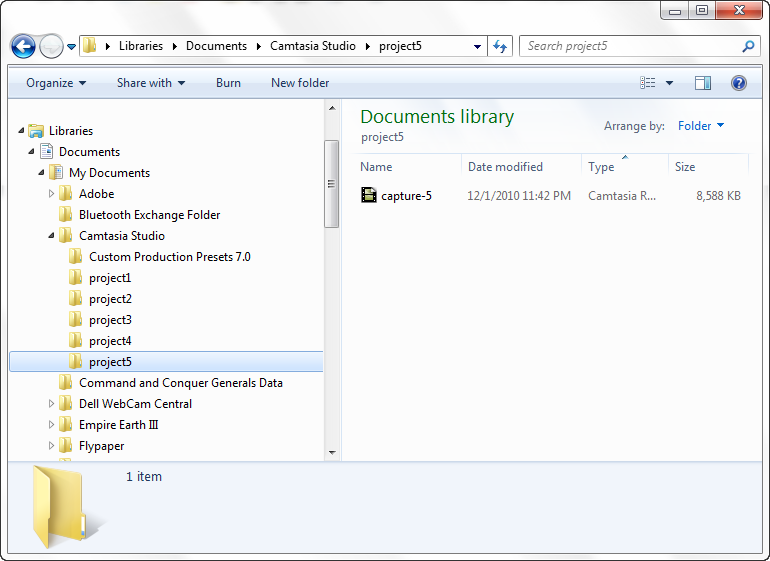 Libraries Documents Camtasia Studio project5 Search project5
Organize Share with Burn New folder
Libraries
Documents
My Documents
Adobe
Bluetooth Exchange Folder
Camtasia Studio
Custom Production Presets 7.0
project1
project2
project3
project4
project5
Command and Conquer Generals Data
Dell WebCam Central
Empire Earth III
Flypaper
Documents library
project5
Arrange by: Folder
Name Date modified Type Size
capture-5 12/1/2010 11:42 PM Camtasia R... 8,588 KB
1 item